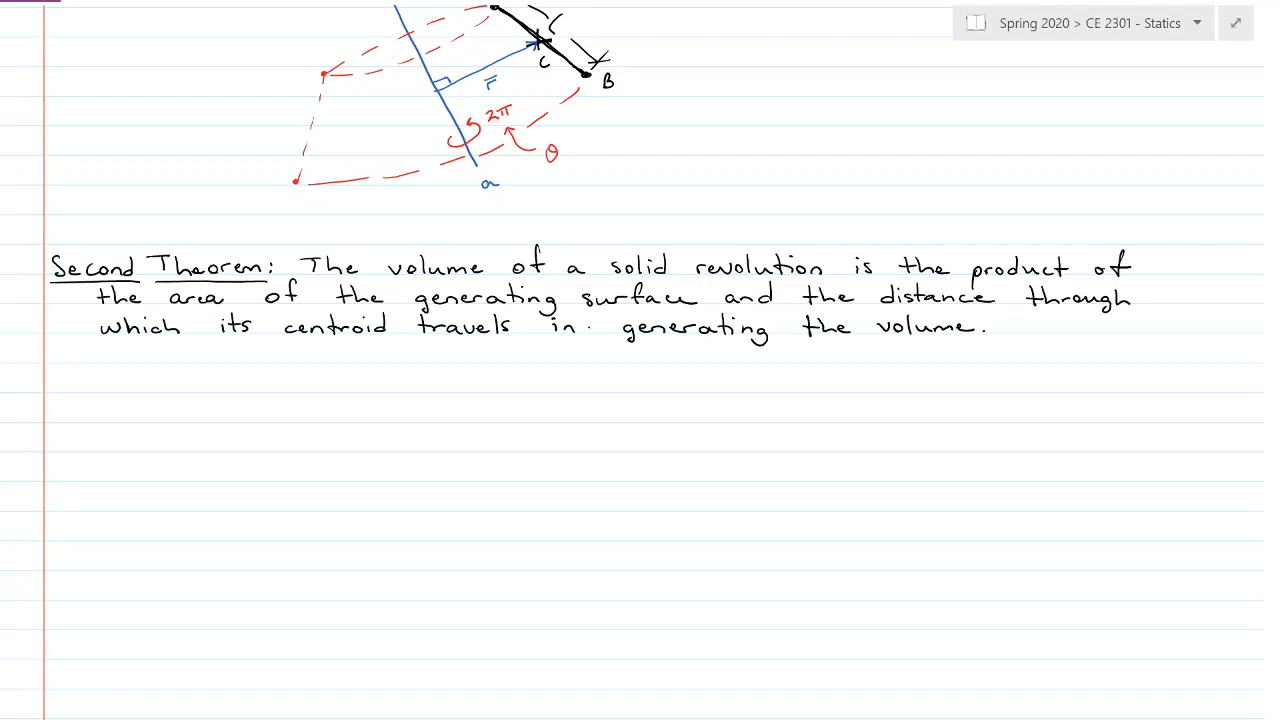 Spring 2020 > CE 2301 - Statics
L
C
r̄
B
2π
θ
a
Second Theorem: The volume of a solid revolution is the product of
the area of the generating surface and the distance through
which its centroid travels in generating the volume.